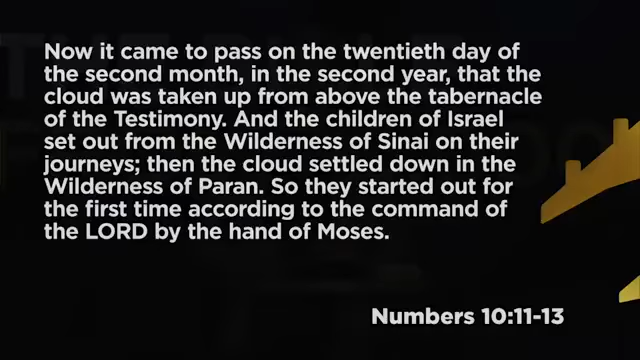 Now it came to pass on the twentieth day of
the second month, in the second year, that the
cloud was taken up from above the tabernacle
of the Testimony. And the children of Israel
set out from the Wilderness of Sinai on their
journeys; then the cloud settled down in the
Wilderness of Paran. So they started out for
the first time according to the command of
the LORD by the hand of Moses.
Numbers 10:11-13